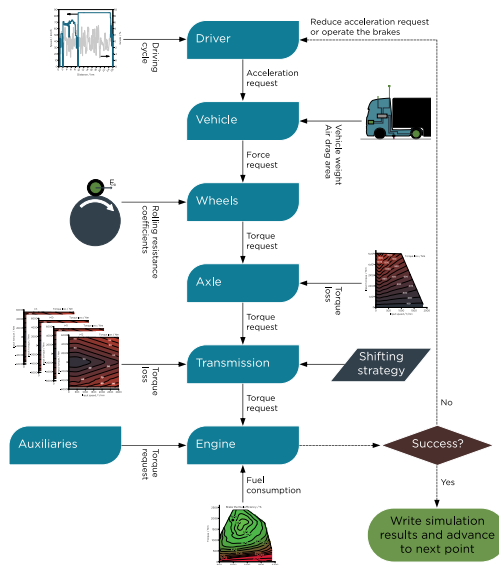 Reduce acceleration request
or operate the brakes
Driver
Driving
cycle
Acceleration
request
Vehicle
Vehicle weight
Air drag area
Force
request
Wheels
Rolling resistance
coefficients
Torque
request
Axle
Torque
loss
Torque
request
Transmission
Torque
loss
Shifting
strategy
Torque
request
No
Auxiliaries
Torque
request
Engine
Success?
Fuel
consumption
Yes
Write simulation
results and advance
to next point